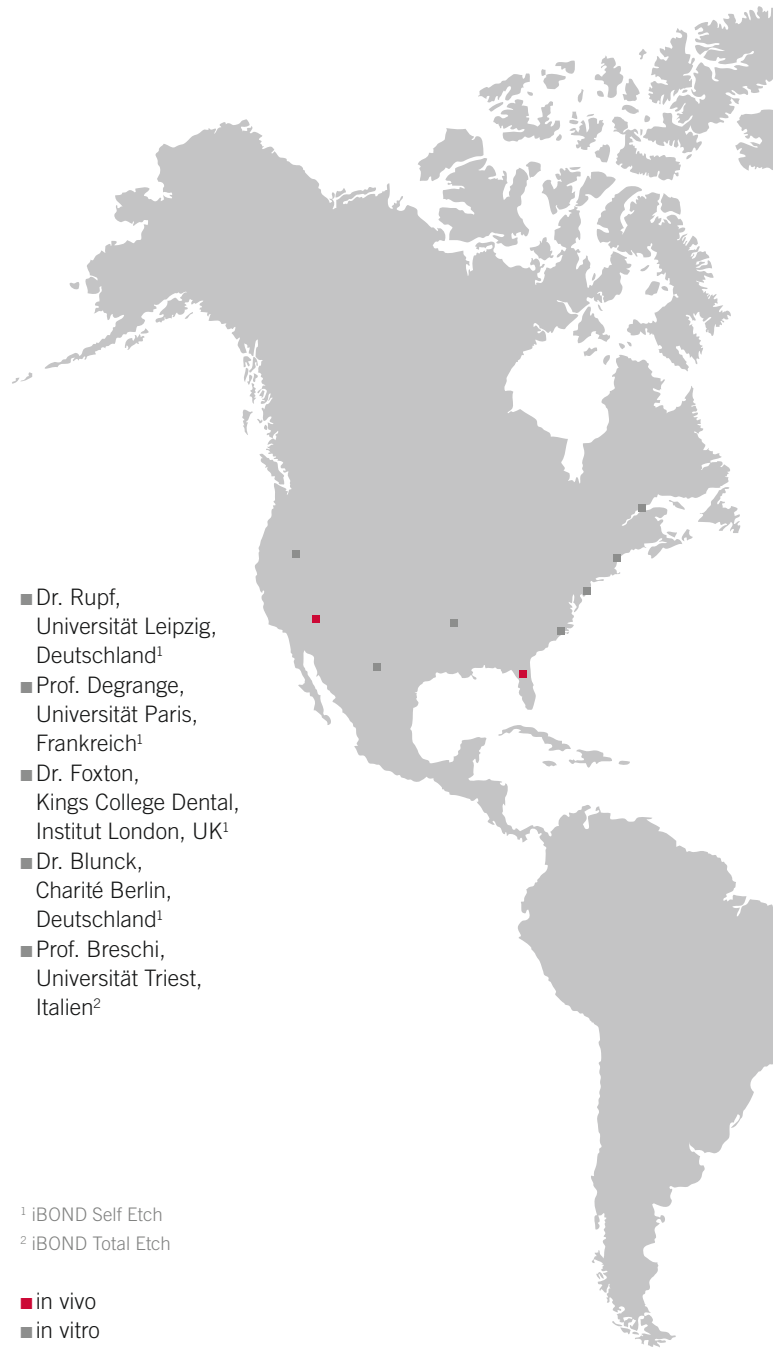 ■ Dr. Rupf,
Universität Leipzig,
Deutschland¹
■ Prof. Degrange,
Universität Paris,
Frankreich¹
■ Dr. Foxton,
Kings College Dental,
Institut London, UK¹
■ Dr. Blunck,
Charité Berlin,
Deutschland¹
■ Prof. Breschi,
Universität Triest,
Italien²
¹ iBOND Self Etch
² iBOND Total Etch
■ in vivo
■ in vitro